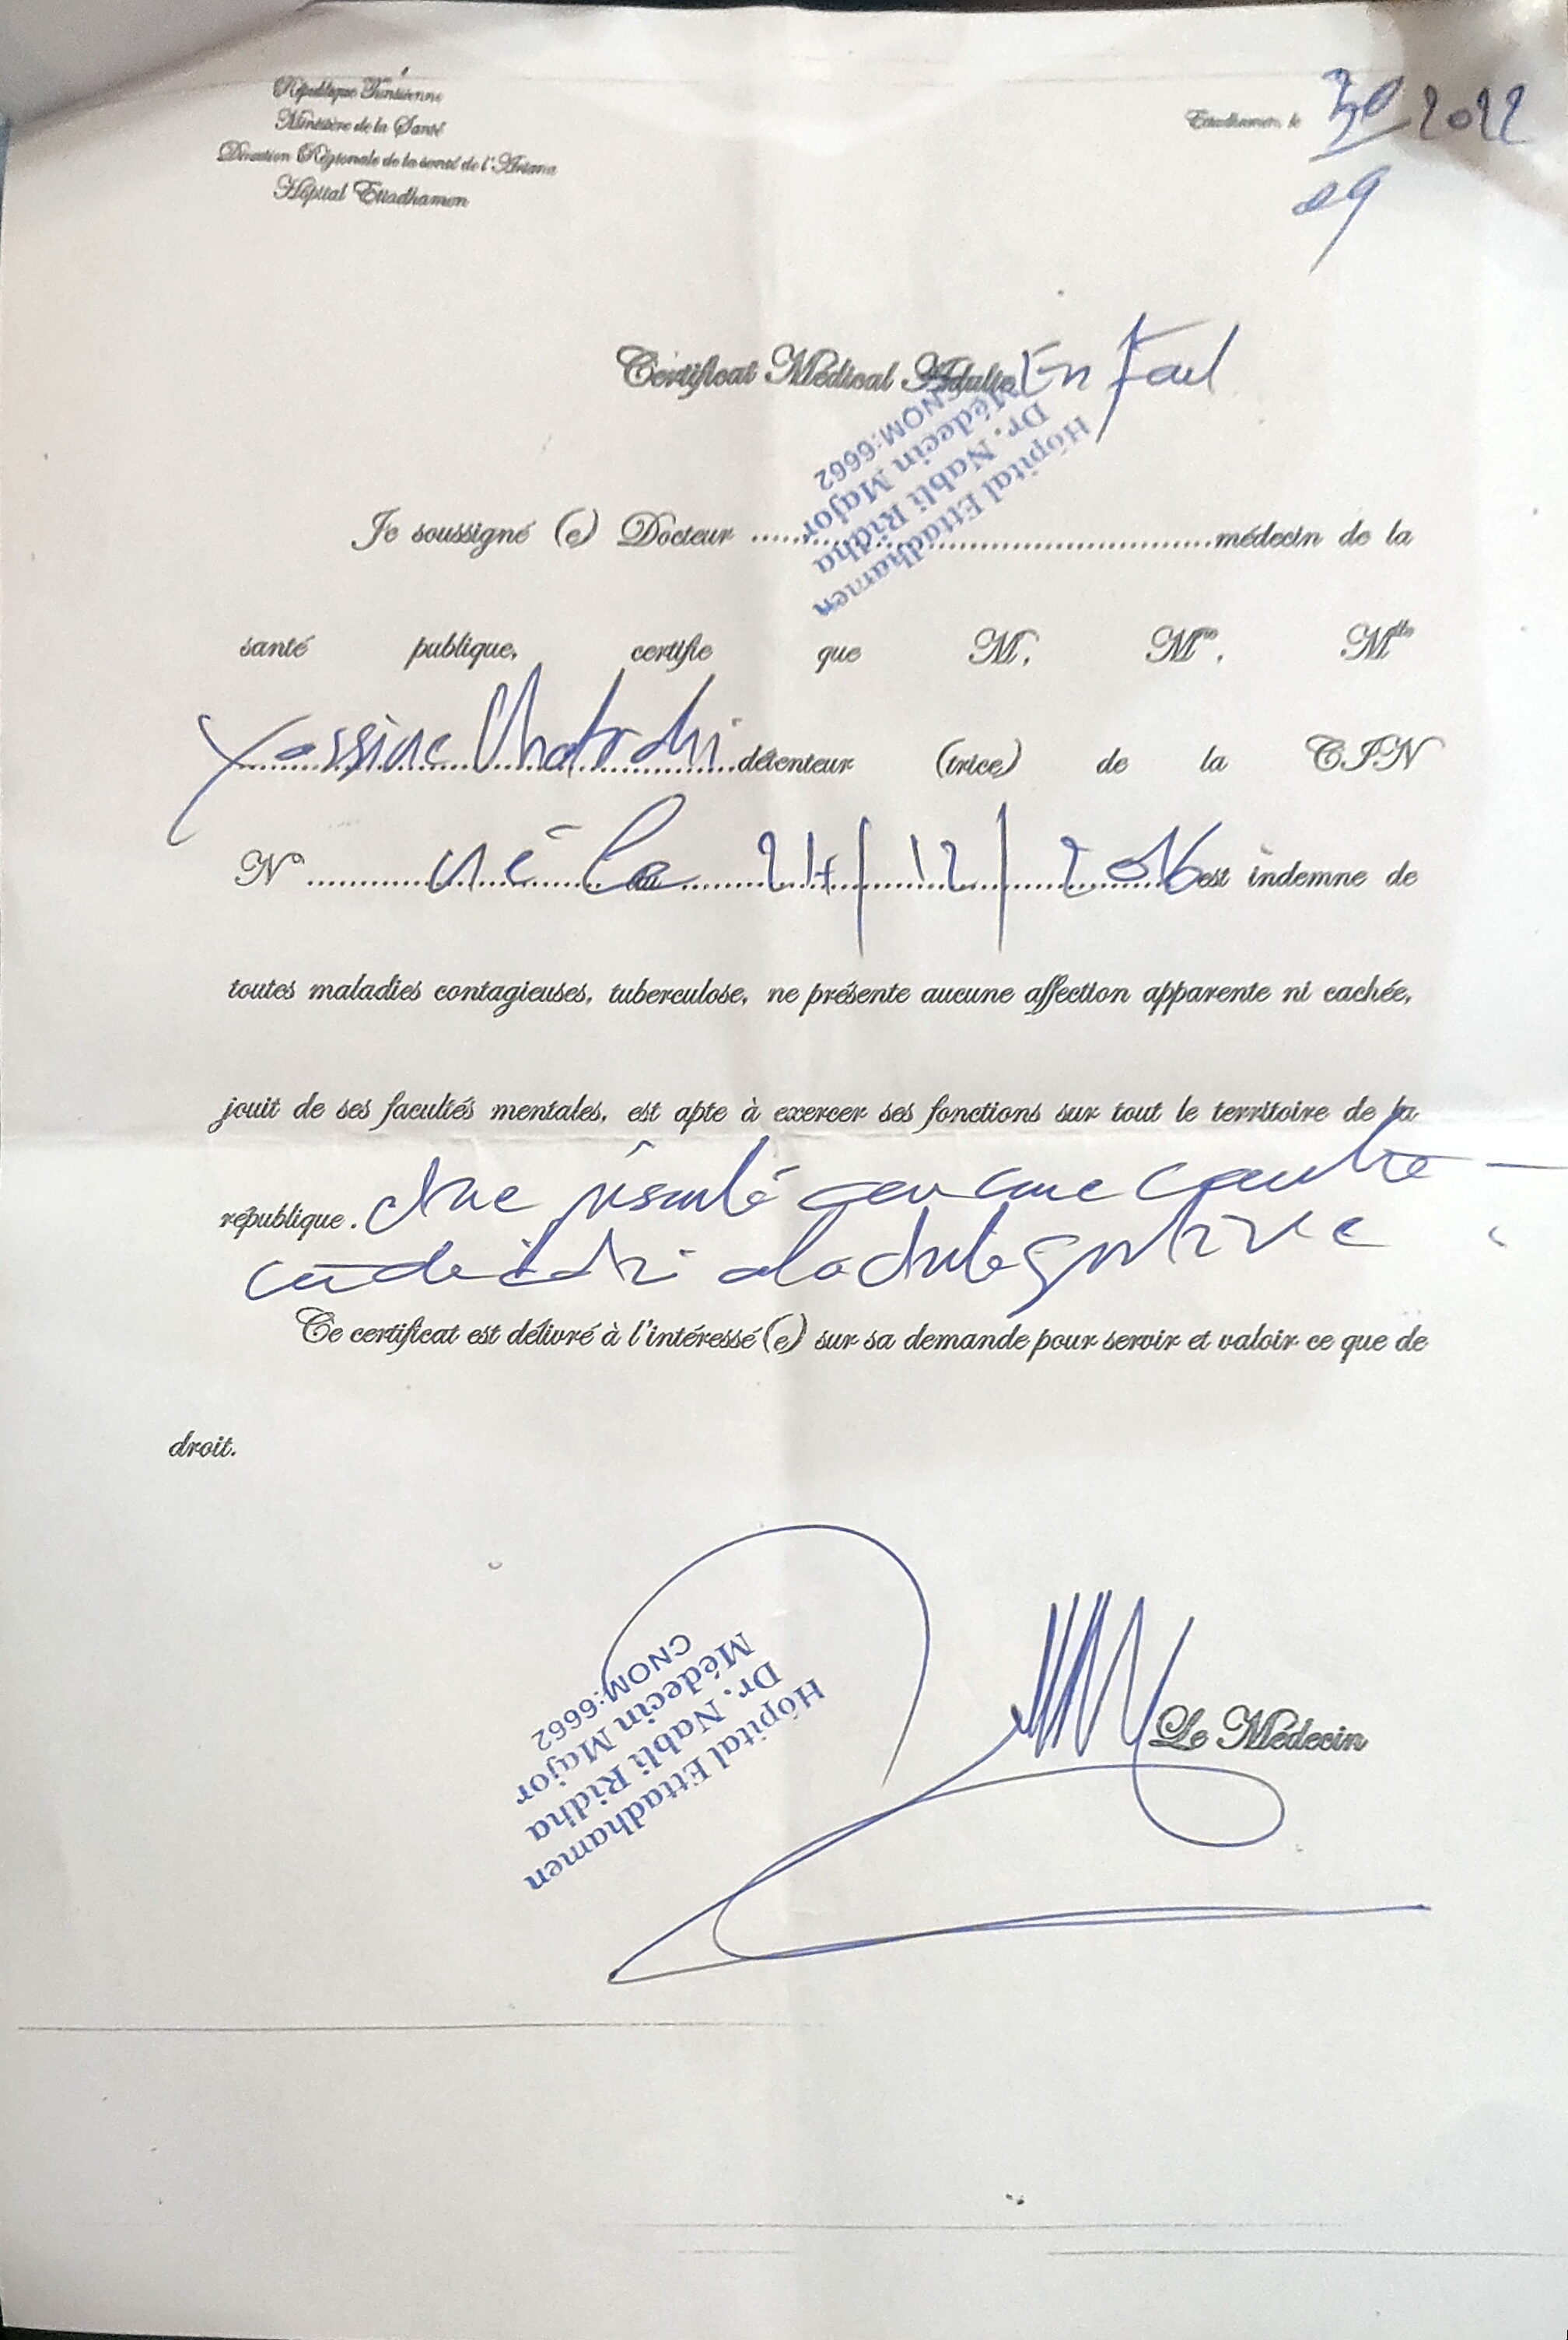 République Tunisienne
Ministère de la Santé
Direction Régionale de la santé de l'Ariana
Hôpital Ettadhamen
Ettadhamen, le 30/09 2022
Certificat Médical Adulte Enfant
Hôpital Ettadhamen
Dr. Nabli Ridha
Médecin Major
CNOM:6662
Je soussigné (e) Docteur ........ médecin de la
santé publique, certifie que M, Mme, Mlle
Yassine détenteur (trice) de la CIN
N° né le du 24/12/2016 est indemne de
toutes maladies contagieuses, tuberculose, ne présente aucune affection apparente ni cachée,
jouit de ses facultés mentales, est apte à exercer ses fonctions sur tout le territoire de la
république. aucune contre-
Ce certificat est délivré à l'intéressé (e) sur sa demande pour servir et valoir ce que de
droit.
Hôpital Ettadhamen
Dr. Nabli Ridha
Médecin Major
CNOM:6662
Le Médecin